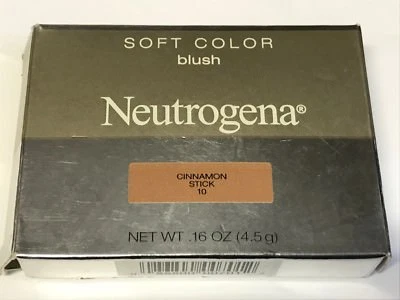 SOFT COLOR
blush
Neutrogena®
CINNAMON
STICK
10
NET WT .16 OZ (4.5 g)